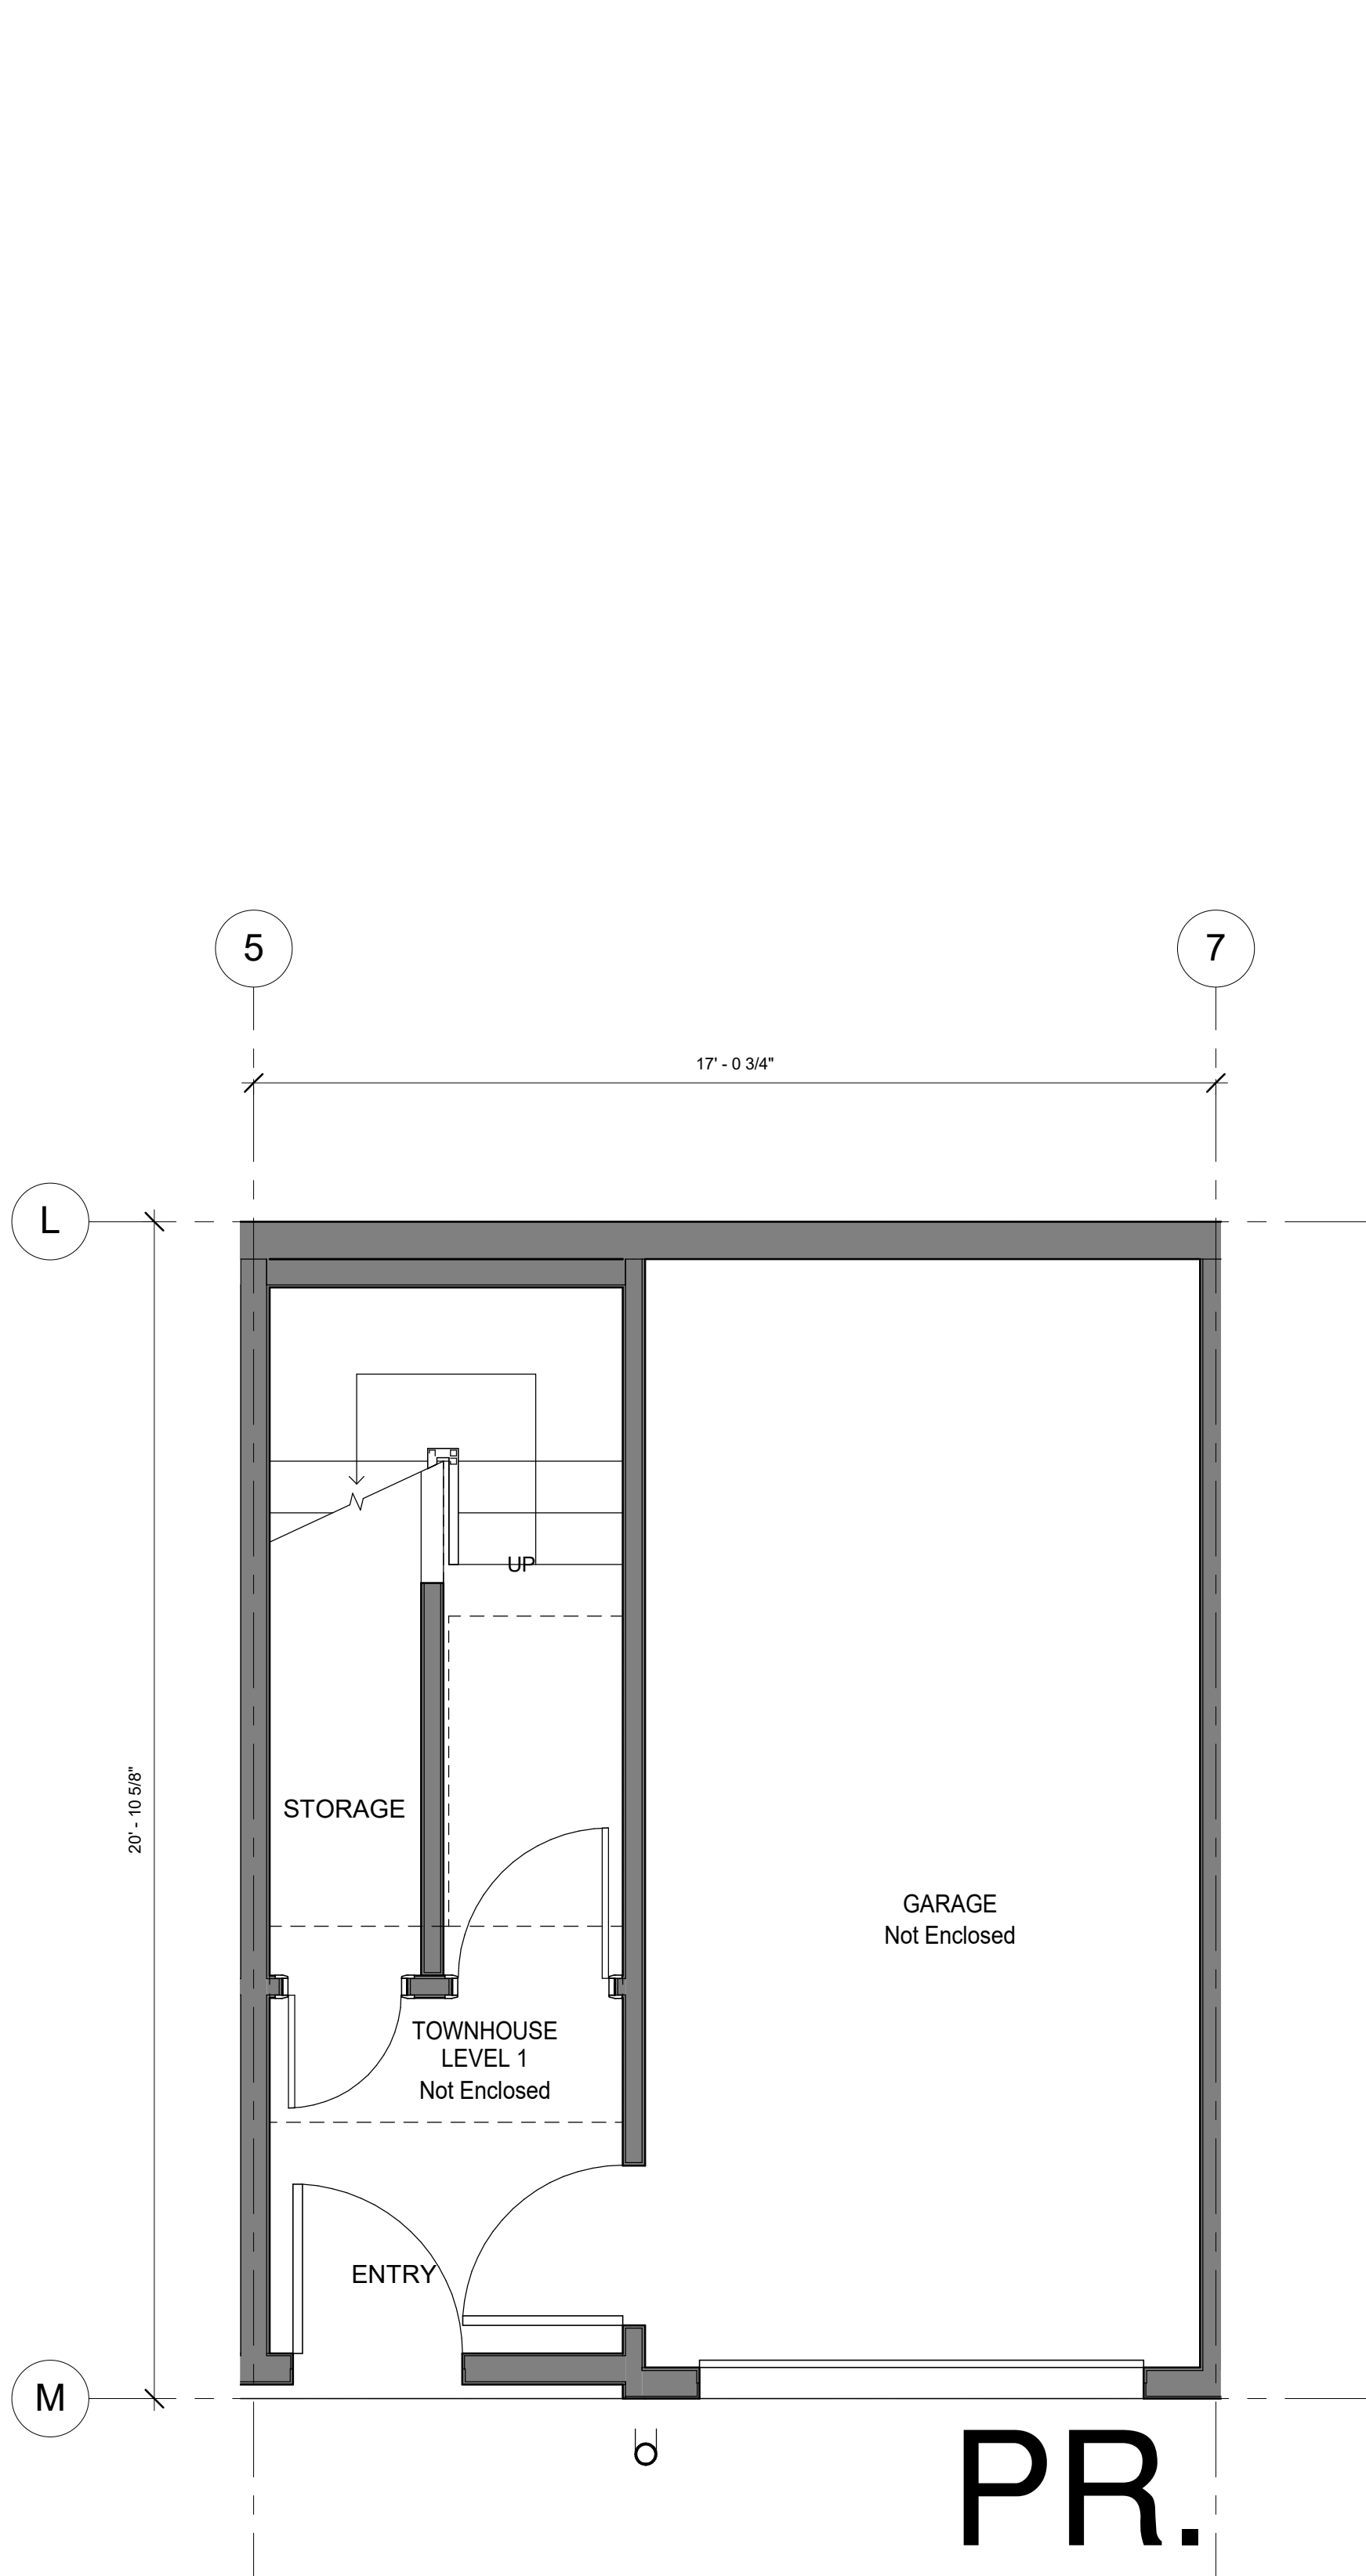 5
7
17' - 0 3/4"
L
UP
STORAGE
20' - 10 5/8"
GARAGE
Not Enclosed
TOWNHOUSE
LEVEL 1
Not Enclosed
ENTRY
M
PR.